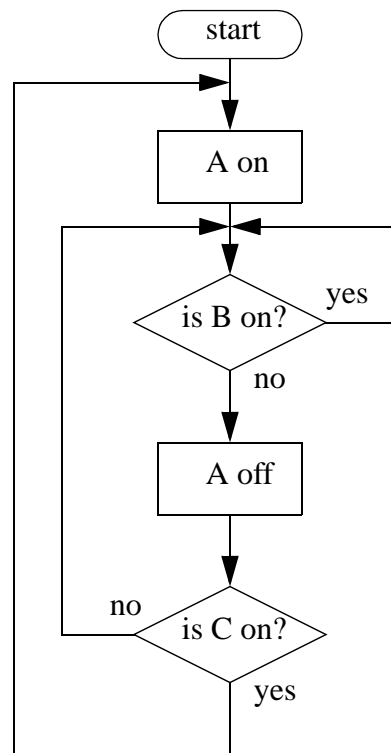 start
A on
is B on?
yes
no
A off
no
is C on?
yes